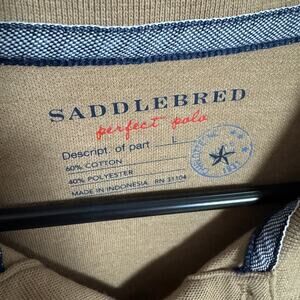 SADDLEBRED
perfect polo
Descript. of part L
60% COTTON
40% POLYESTER
MADE IN INDONESIA RN 31104